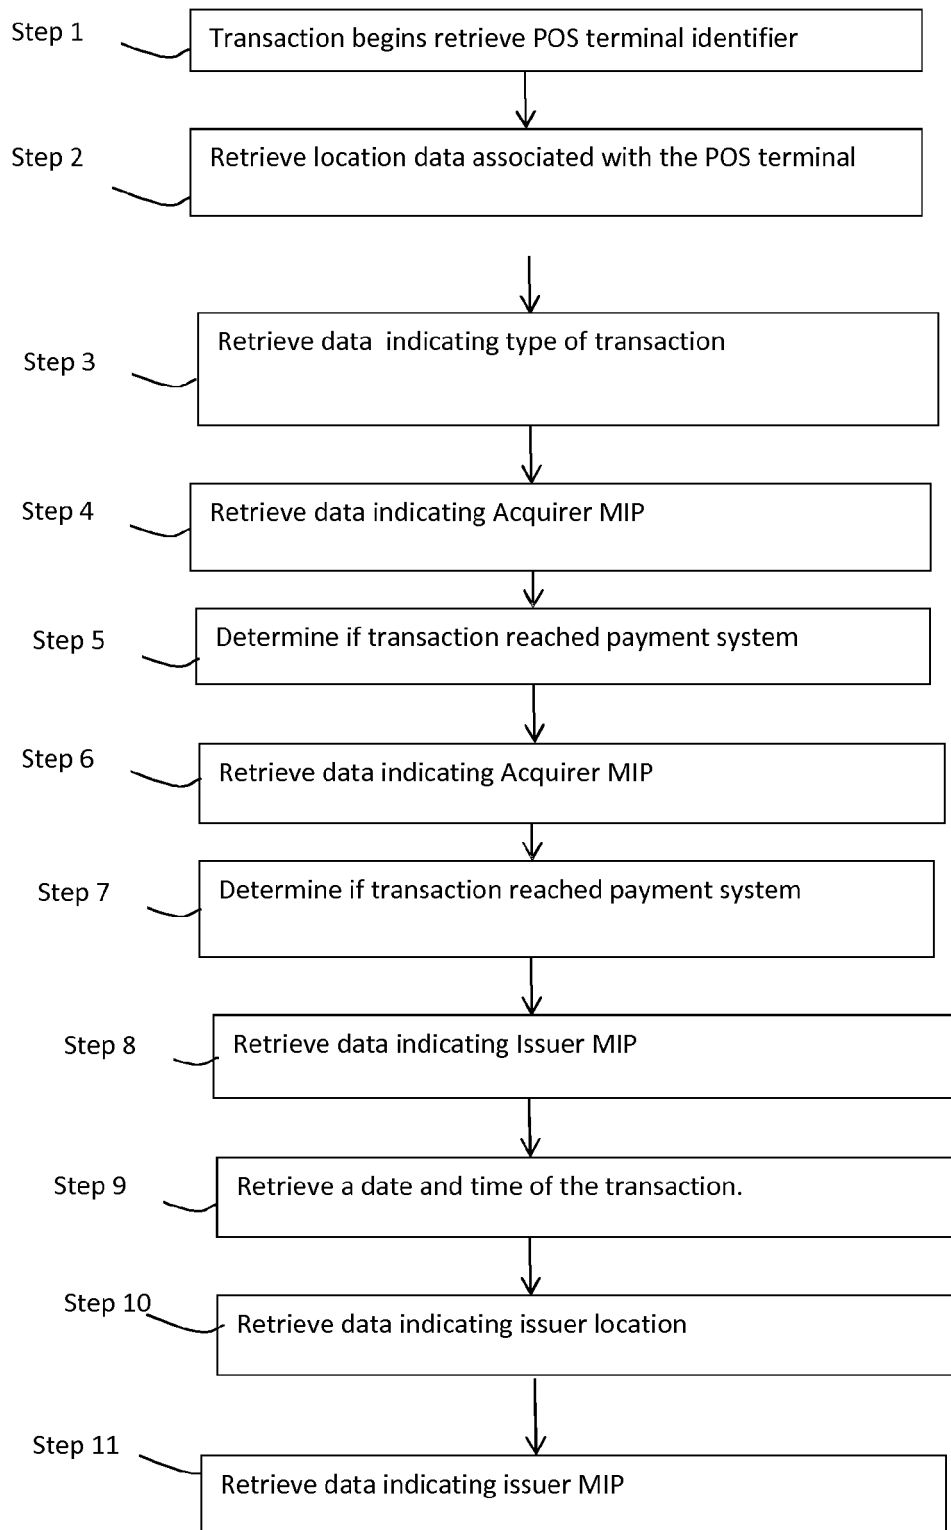 Step 1
Transaction begins retrieve POS terminal identifier
Step 2
Retrieve location data associated with the POS terminal
Step 3
Retrieve data  indicating type of transaction
Step 4
Retrieve data indicating Acquirer MIP
Step 5
Determine if transaction reached payment system
Step 6
Retrieve data indicating Acquirer MIP
Step 7
Determine if transaction reached payment system
Step 8
Retrieve data indicating Issuer MIP
Step 9
Retrieve a date and time of the transaction.
Step 10
Retrieve data indicating issuer location
Step 11
Retrieve data indicating issuer MIP